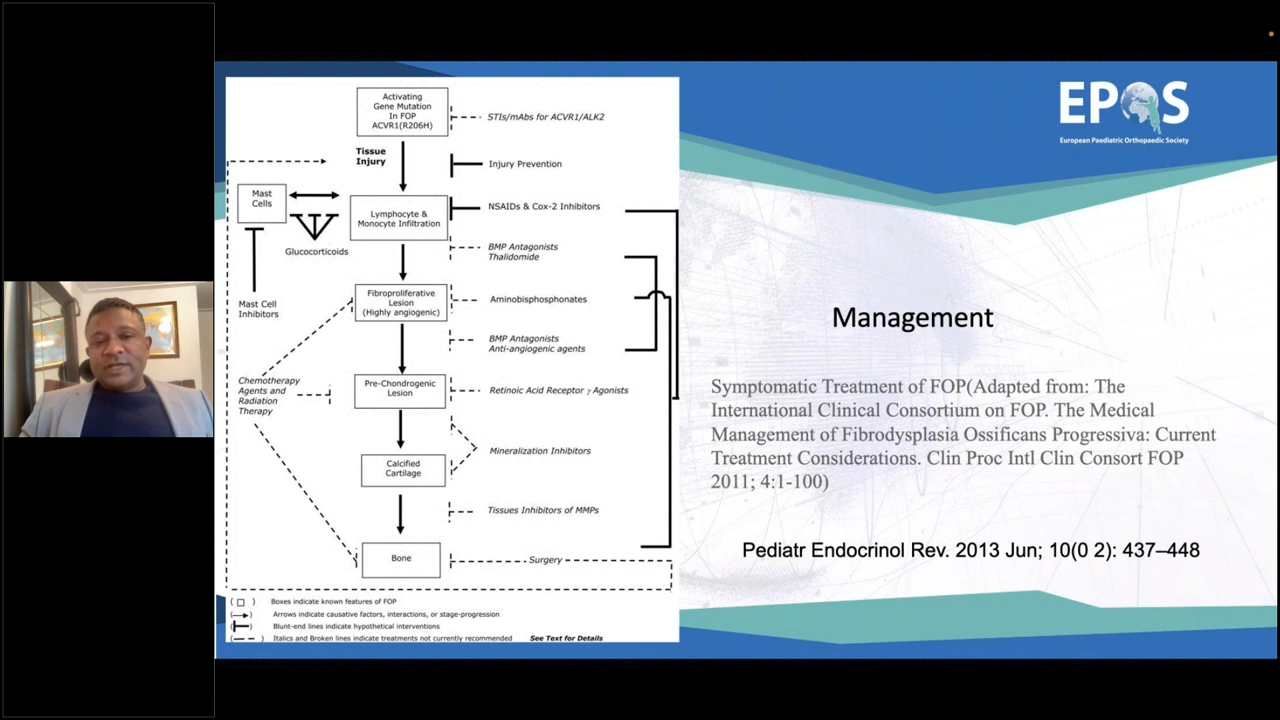 EPOS
European Paediatric Orthopaedic Society
Activating
Gene Mutation
In FOP
ACVR1(R206H)
STIs/mAbs for ACVR1/ALK2
Tissue
Injury
Injury Prevention
Mast
Cells
Lymphocyte &
Monocyte Infiltration
NSAIDs & Cox-2 Inhibitors
Glucocorticoids
BMP Antagonists
Thalidomide
Mast Cell
Inhibitors
Fibroproliferative
Lesion
(Highly angiogenic)
Aminobisphosphonates
BMP Antagonists
Anti-angiogenic agents
Chemotherapy
Agents and
Radiation
Therapy
Pre-Chondrogenic
Lesion
Retinoic Acid Receptor γ Agonists
Mineralization Inhibitors
Calcified
Cartilage
Tissues Inhibitors of MMPs
Bone
Surgery
( □ ) Boxes indicate known features of FOP
Arrows indicate causative factors, interactions, or stage-progression
Blunt-end lines indicate hypothetical interventions
Italics and Broken lines indicate treatments not currently recommended See Text for Details
Management
Symptomatic Treatment of FOP(Adapted from: The
International Clinical Consortium on FOP. The Medical
Management of Fibrodysplasia Ossificans Progressiva: Current
Treatment Considerations. Clin Proc Intl Clin Consort FOP
2011; 4:1-100)
Pediatr Endocrinol Rev. 2013 Jun; 10(0 2): 437–448